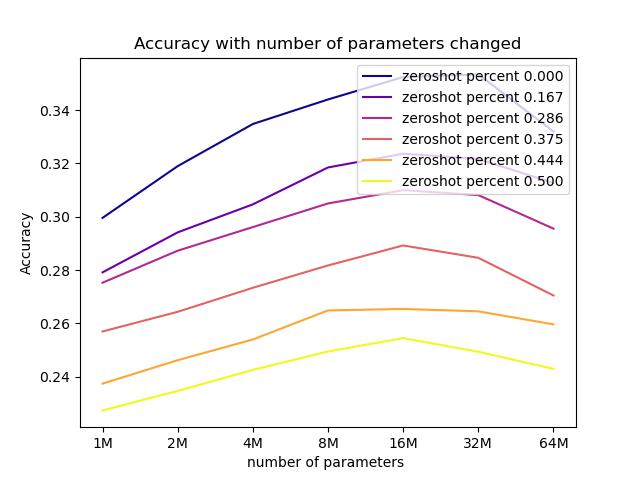 Accuracy with number of parameters changed
zeroshot percent 0.000
zeroshot percent 0.167
zeroshot percent 0.286
zeroshot percent 0.375
zeroshot percent 0.444
zeroshot percent 0.500
0.34
0.32
0.30
0.28
0.26
0.24
Accuracy
1M 2M 4M 8M 16M 32M 64M
number of parameters